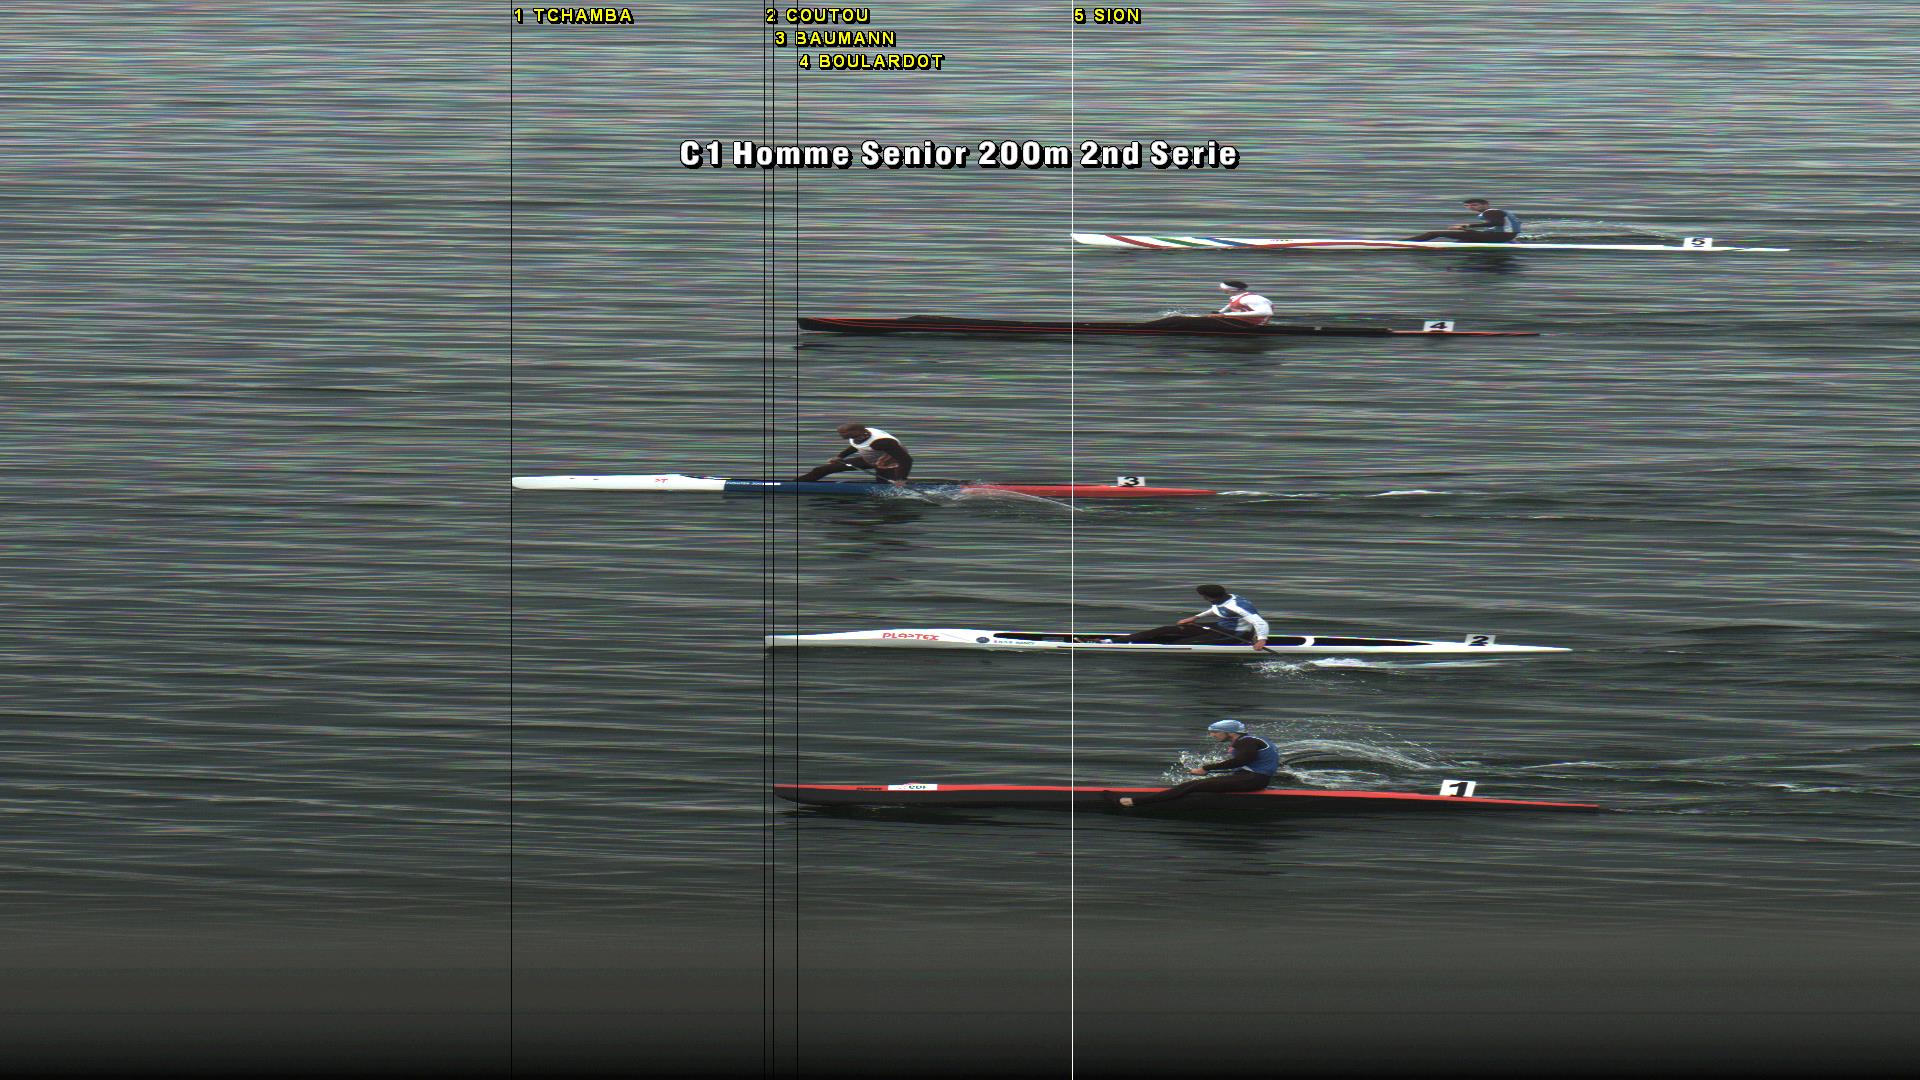 1 TCHAMBA
2 COUTOU
5 SION
3 BAUMANN
4 BOULARDOT
C1 Homme Senior 200m 2nd Serie
5
4
3
PLASTEX
2
1